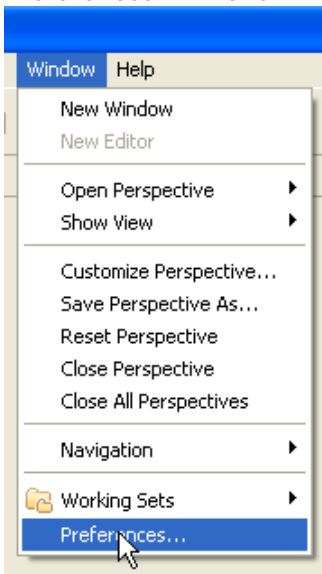 Window Help
New Window
New Editor
Open Perspective
Show View
Customize Perspective...
Save Perspective As...
Reset Perspective
Close Perspective
Close All Perspectives
Navigation
Working Sets
Preferences...